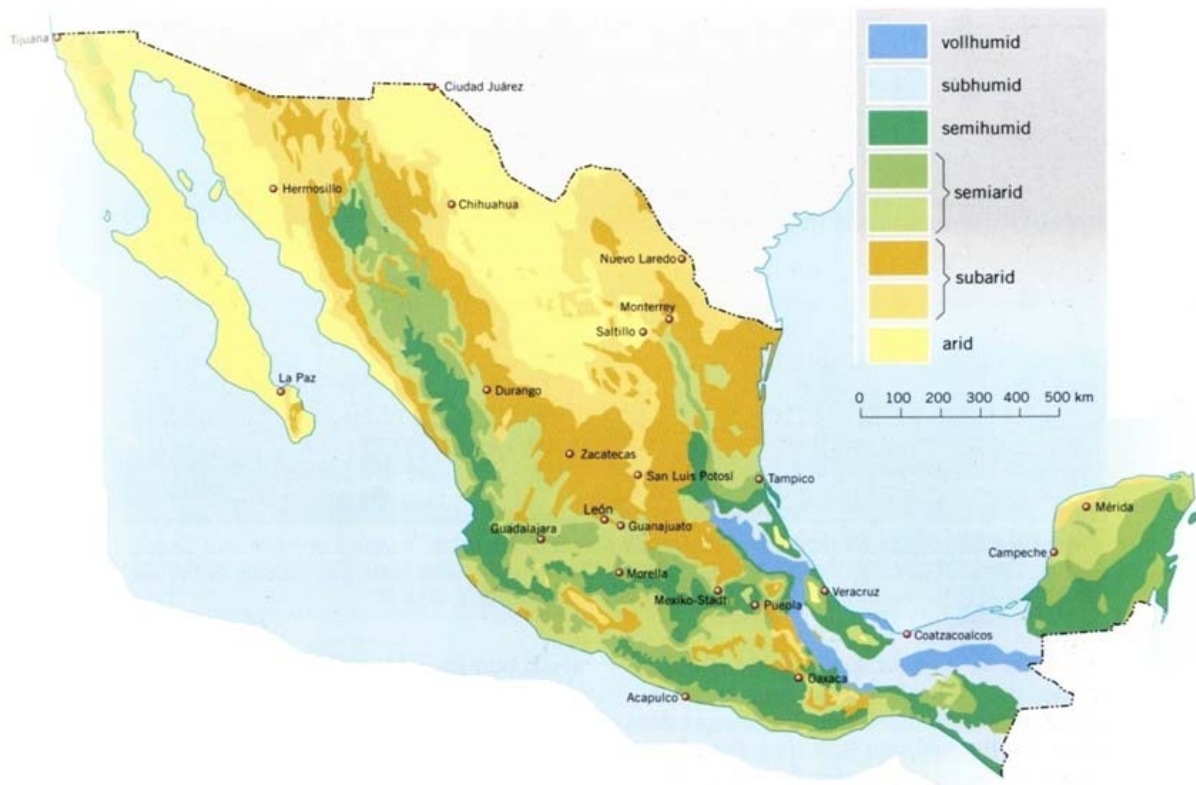 Tijuana
Ciudad Juárez
Hermosillo
Chihuahua
Nuevo Laredo
Monterrey
Saltillo
La Paz
Durango
Zacatecas
San Luis Potosí
Tampico
León
Guanajuato
Guadalajara
Morella
Mexiko-Stadt
Puepla
Veracruz
Mérida
Campeche
Coatzacoalcos
Oaxaca
Acapulco
vollhumid
subhumid
semihumid
semiarid
subarid
arid
0 100 200 300 400 500 km